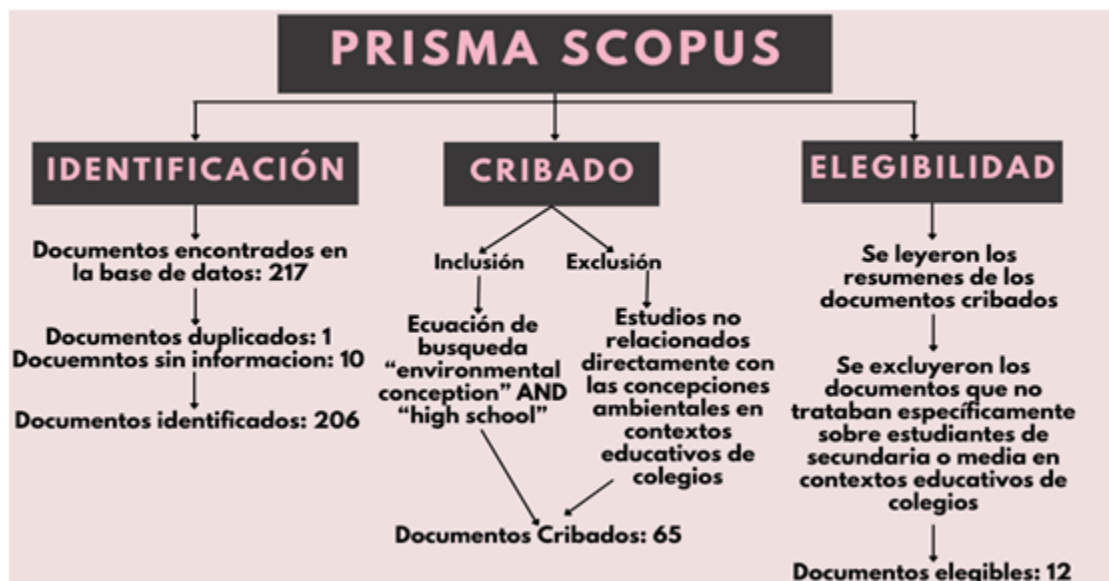 PRISMA SCOPUS
IDENTIFICACIÓN
Documentos encontrados en
la base de datos: 217
Documentos duplicados: 1
Docuemntos sin informacion: 10
Documentos identificados: 206
CRIBADO
Inclusión
Ecuación de
busqueda
“environmental
conception” AND
“high school”
Exclusión
Estudios no
relacionados
directamente con
las concepciones
ambientales en
contextos
educativos de
colegios
Documentos Cribados: 65
ELEGIBILIDAD
Se leyeron los
resumenes de los
documentos cribados
Se excluyeron los
documentos que no
trataban específicamente
sobre estudiantes de
secundaria o media en
contextos educativos de
colegios
Documentos elegibles: 12